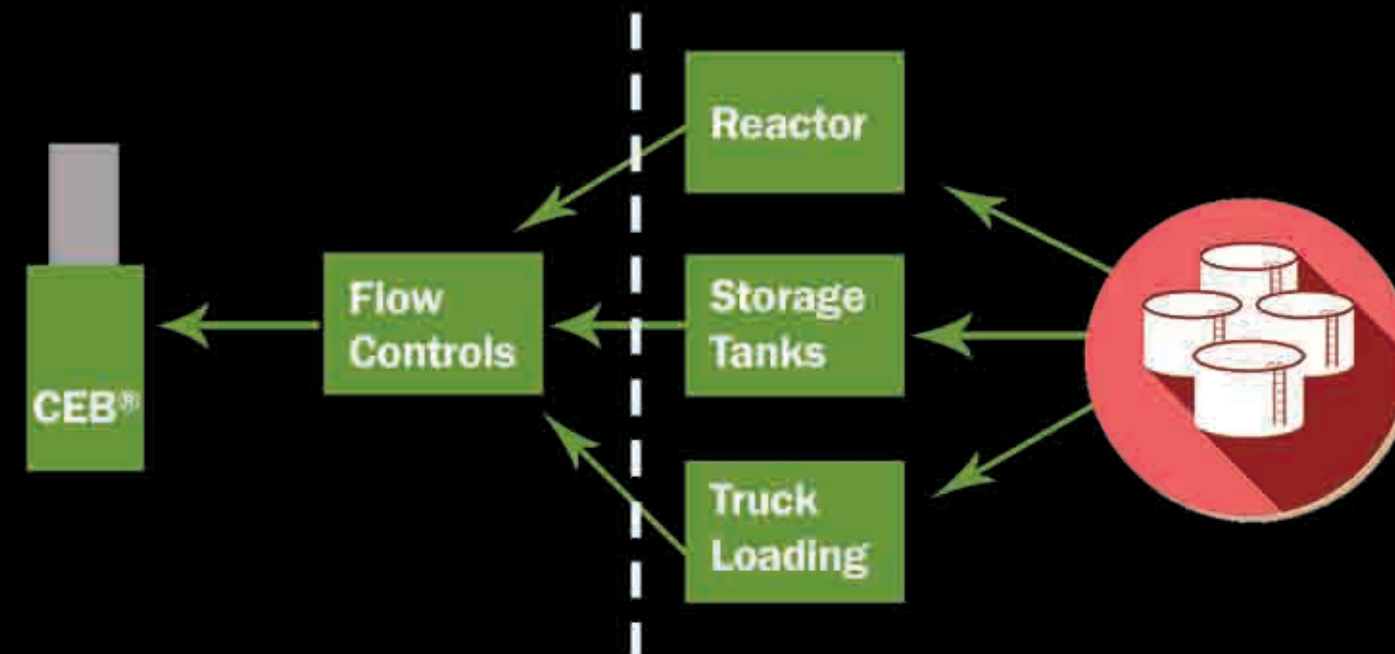 Reactor
Flow
Controls
Storage
Tanks
CEB®
Truck
Loading